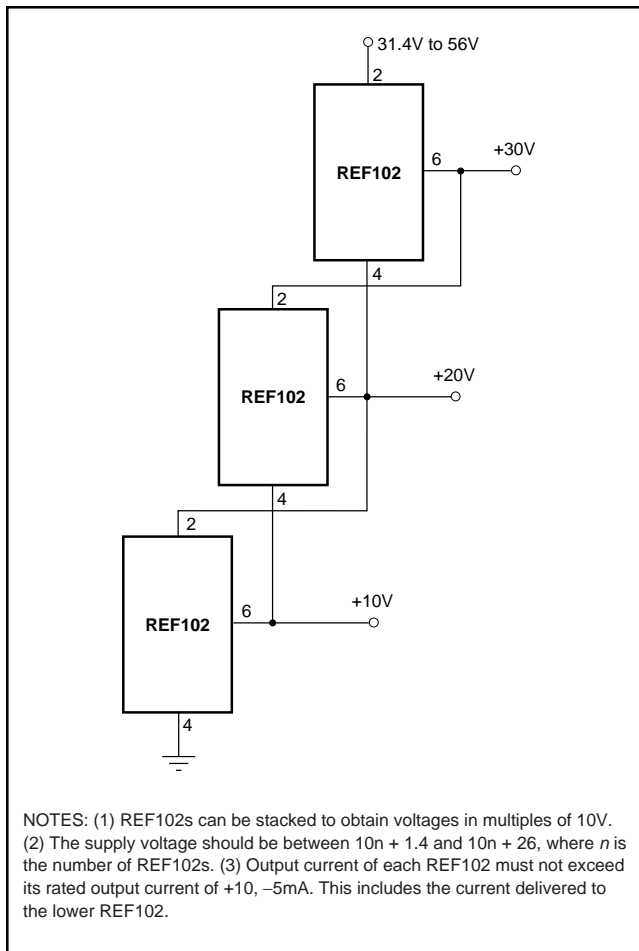 31.4V to 56V
2
REF102
6
+30V
4
2
REF102
6
+20V
4
2
REF102
6
+10V
4
NOTES: (1) REF102s can be stacked to obtain voltages in multiples of 10V.
(2) The supply voltage should be between 10n + 1.4 and 10n + 26, where n is
the number of REF102s. (3) Output current of each REF102 must not exceed
its rated output current of +10, −5mA. This includes the current delivered to
the lower REF102.